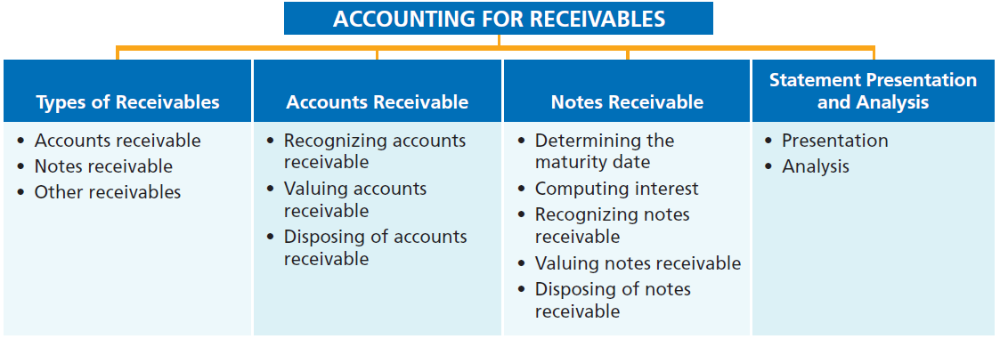 ACCOUNTING FOR RECEIVABLES
Types of Receivables
• Accounts receivable
• Notes receivable
• Other receivables
Accounts Receivable
• Recognizing accounts
receivable
• Valuing accounts
receivable
• Disposing of accounts
receivable
Notes Receivable
• Determining the
maturity date
• Computing interest
• Recognizing notes
receivable
• Valuing notes receivable
• Disposing of notes
receivable
Statement Presentation
and Analysis
• Presentation
• Analysis